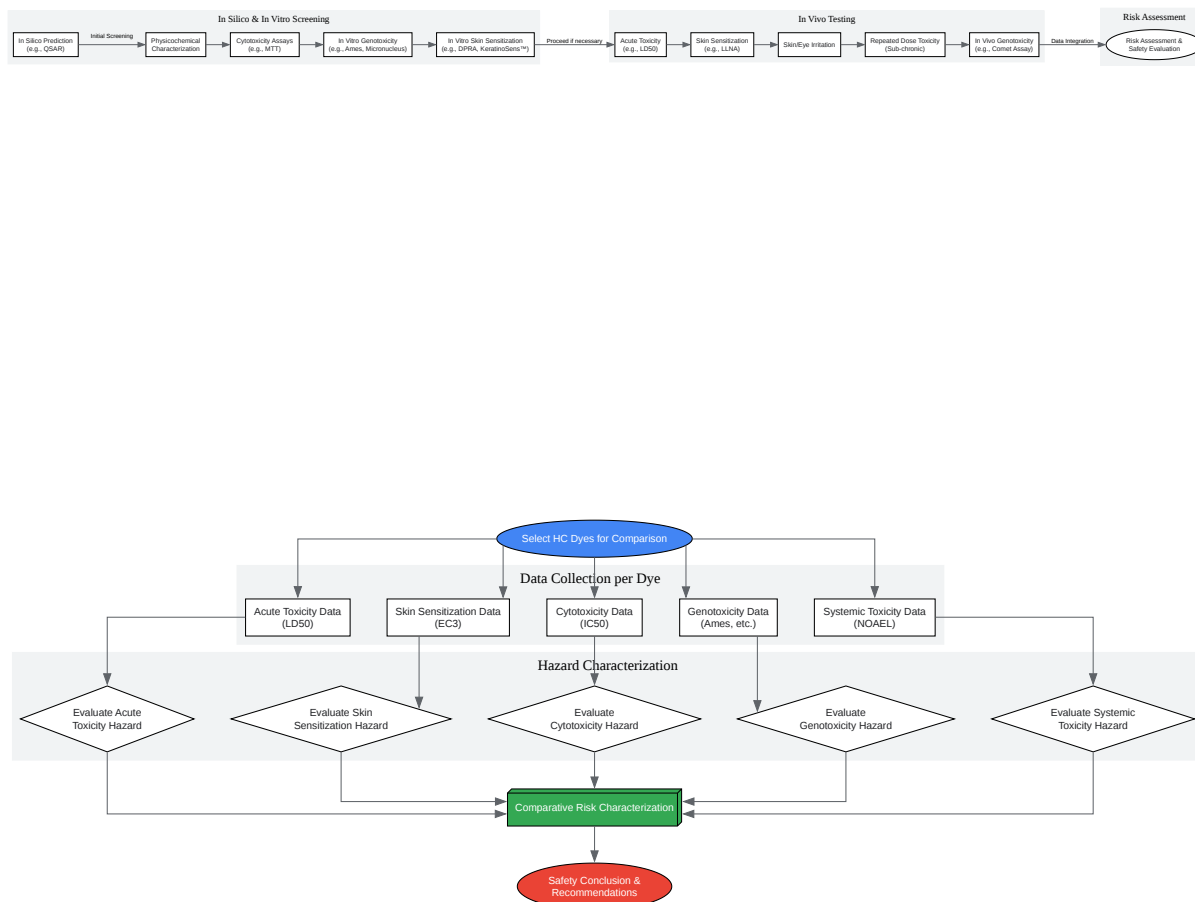 In Silico & In Vitro Screening
In Vivo Testing
Risk Assessment
In Silico Prediction
(e.g., QSAR)
Initial Screening
Physicochemical
Characterization
Cytotoxicity Assays
(e.g., MTT)
In Vitro Genotoxicity
(e.g., Ames, Micronucleus)
In Vitro Skin Sensitization
(e.g., DPRA, KeratinoSens™)
Proceed if necessary
Acute Toxicity
(e.g., LD50)
Skin Sensitization
(e.g., LLNA)
Skin/Eye Irritation
Repeated Dose Toxicity
(Sub-chronic)
In Vivo Genotoxicity
(e.g., Comet Assay)
Data Integration
Risk Assessment &
Safety Evaluation
Select HC Dyes for Comparison
Data Collection per Dye
Acute Toxicity Data
(LD50)
Skin Sensitization Data
(EC3)
Cytotoxicity Data
(IC50)
Genotoxicity Data
(Ames, etc.)
Systemic Toxicity Data
(NOAEL)
Hazard Characterization
Evaluate Acute
Toxicity Hazard
Evaluate Skin
Sensitization Hazard
Evaluate
Cytotoxicity Hazard
Evaluate
Genotoxicity Hazard
Evaluate Systemic
Toxicity Hazard
Comparative Risk Characterization
Safety Conclusion &
Recommendations